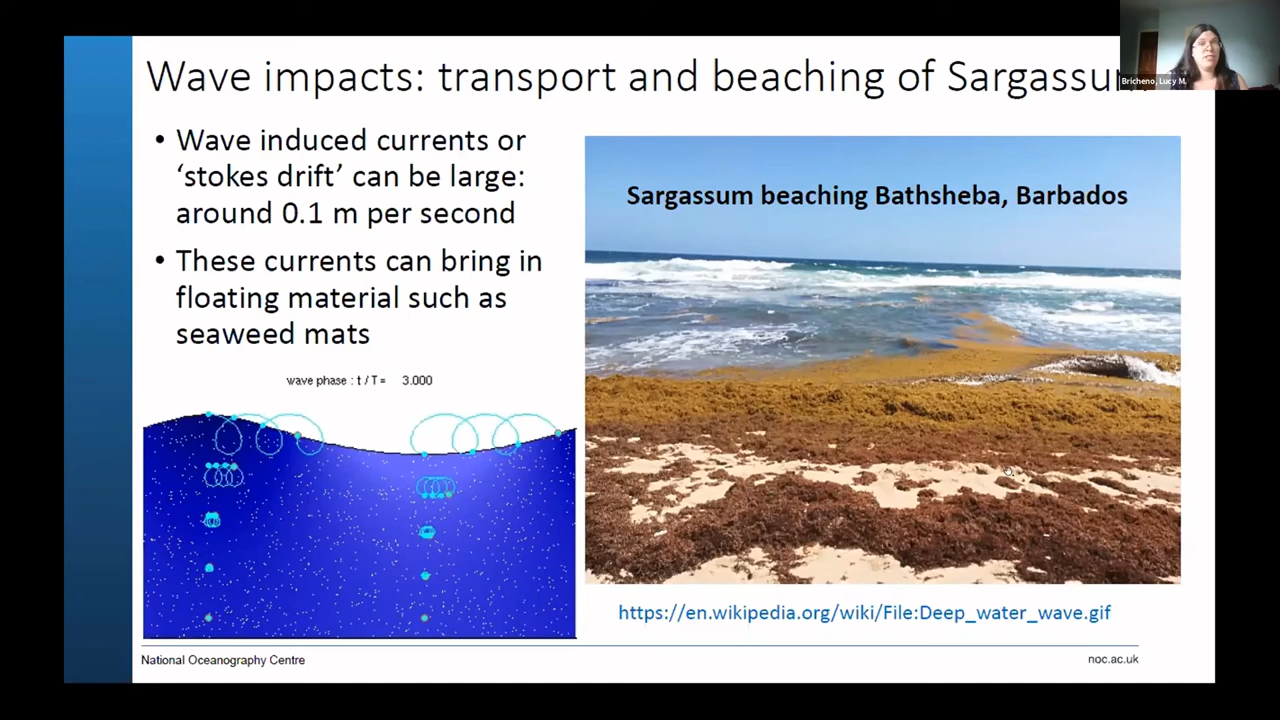 Wave impacts: transport and beaching of Sargassum
Bricheno, Lucy M.
• Wave induced currents or
‘stokes drift’ can be large:
around 0.1 m per second
• These currents can bring in
floating material such as
seaweed mats
wave phase : t / T = 3.000
Sargassum beaching Bathsheba, Barbados
https://en.wikipedia.org/wiki/File:Deep_water_wave.gif
National Oceanography Centre
noc.ac.uk